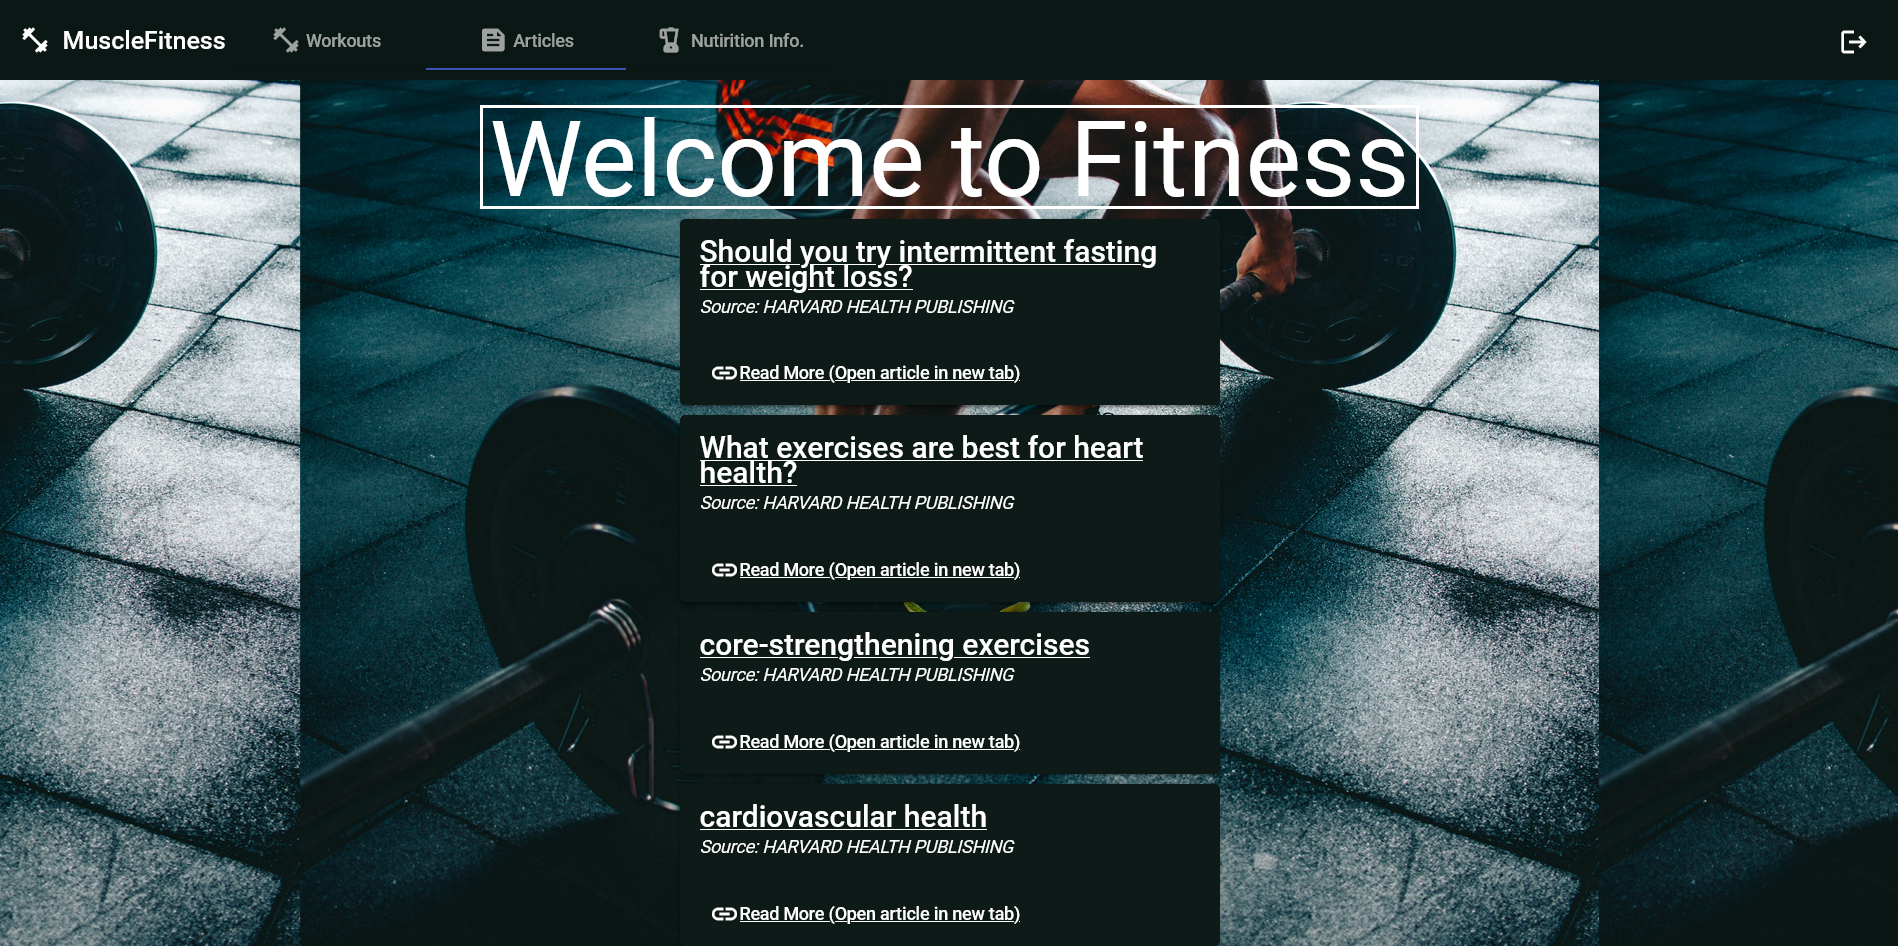 MuscleFitness
Workouts
Articles
Nutirition Info.
Welcome to Fitness
Should you try intermittent fasting
for weight loss?
Source: HARVARD HEALTH PUBLISHING
Read More (Open article in new tab)
What exercises are best for heart
health?
Source: HARVARD HEALTH PUBLISHING
Read More (Open article in new tab)
core-strengthening exercises
Source: HARVARD HEALTH PUBLISHING
Read More (Open article in new tab)
cardiovascular health
Source: HARVARD HEALTH PUBLISHING
Read More (Open article in new tab)